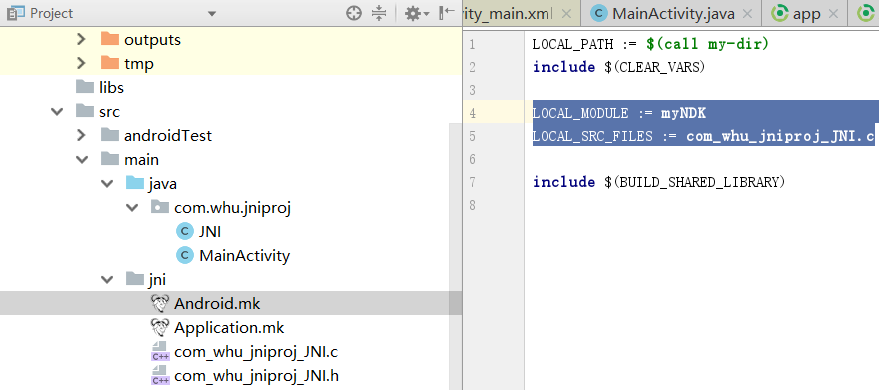 Project
outputs
tmp
libs
src
androidTest
main
java
com.whu.jniproj
JNI
MainActivity
jni
Android.mk
Application.mk
com_whu_jniproj_JNI.c
com_whu_jniproj_JNI.h
ivity_main.xml
MainActivity.java
app
1 LOCAL_PATH := $(call my-dir)
2 include $(CLEAR_VARS)
3
4 LOCAL_MODULE := myNDK
5 LOCAL_SRC_FILES := com_whu_jniproj_JNI.c
6
7 include $(BUILD_SHARED_LIBRARY)
8